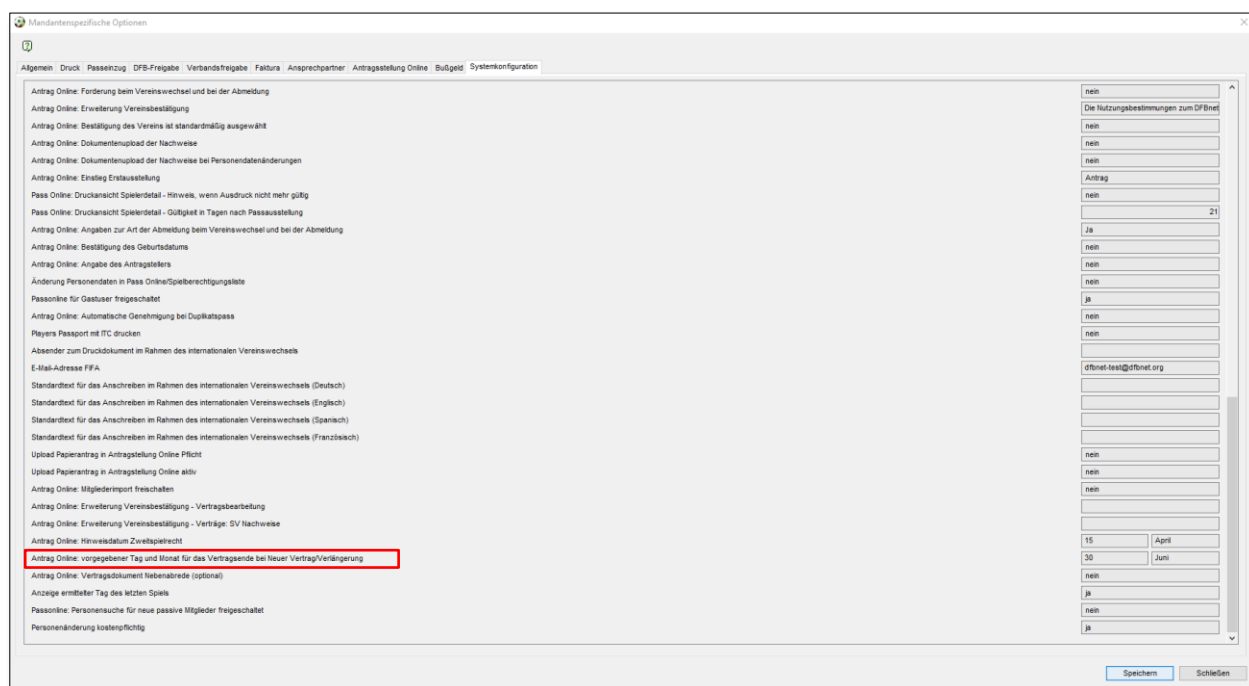 Mandantenspezifische Optionen
Allgemein Druck Passeinzug DFB-Freigabe Verbandsfreigabe Faktura Ansprechpartner Antragsstellung Online Bußgeld Systemkonfiguration
Antrag Online: Forderung beim Vereinswechsel und bei der Abmeldung nein
Antrag Online: Erweiterung Vereinsbestätigung Die Nutzungsbestimmungen zum DFBnet
Antrag Online: Bestätigung des Vereins ist standardmäßig ausgewählt nein
Antrag Online: Dokumentenupload der Nachweise nein
Antrag Online: Dokumentenupload der Nachweise bei Personendatenänderungen nein
Antrag Online: Einstieg Erstausstellung Antrag
Pass Online: Druckansicht Spielerdetail - Hinweis, wenn Ausdruck nicht mehr gültig nein
Pass Online: Druckansicht Spielerdetail - Gültigkeit in Tagen nach Passausstellung 21
Antrag Online: Angaben zur Art der Abmeldung beim Vereinswechsel und bei der Abmeldung Ja
Antrag Online: Bestätigung des Geburtsdatums nein
Antrag Online: Angabe des Antragstellers nein
Änderung Personendaten in Pass Online/Spielberechtigungsliste nein
Passonline für Gastuser freigeschaltet ja
Antrag Online: Automatische Genehmigung bei Duplikatspass nein
Players Passport mit ITC drucken nein
Absender zum Druckdokument im Rahmen des internationalen Vereinswechsels
E-Mail-Adresse FIFA dfbnet-test@dfbnet.org
Standardtext für das Anschreiben im Rahmen des internationalen Vereinswechsels (Deutsch)
Standardtext für das Anschreiben im Rahmen des internationalen Vereinswechsels (Englisch)
Standardtext für das Anschreiben im Rahmen des internationalen Vereinswechsels (Spanisch)
Standardtext für das Anschreiben im Rahmen des internationalen Vereinswechsels (Französisch)
Upload Papierantrag in Antragstellung Online Pflicht nein
Upload Papierantrag in Antragstellung Online aktiv nein
Antrag Online: Mitgliederimport freischalten nein
Antrag Online: Erweiterung Vereinsbestätigung - Vertragsbearbeitung
Antrag Online: Erweiterung Vereinsbestätigung - Verträge: SV Nachweise
Antrag Online: Hinweisdatum Zweitspielrecht 15 April
Antrag Online: vorgegebener Tag und Monat für das Vertragsende bei Neuer Vertrag/Verlängerung 30 Juni
Antrag Online: Vertragsdokument Nebenabrede (optional) nein
Anzeige ermittelter Tag des letzten Spiels ja
Passonline: Personensuche für neue passive Mitglieder freigeschaltet nein
Personenänderung kostenpflichtig ja
Speichern Schließen